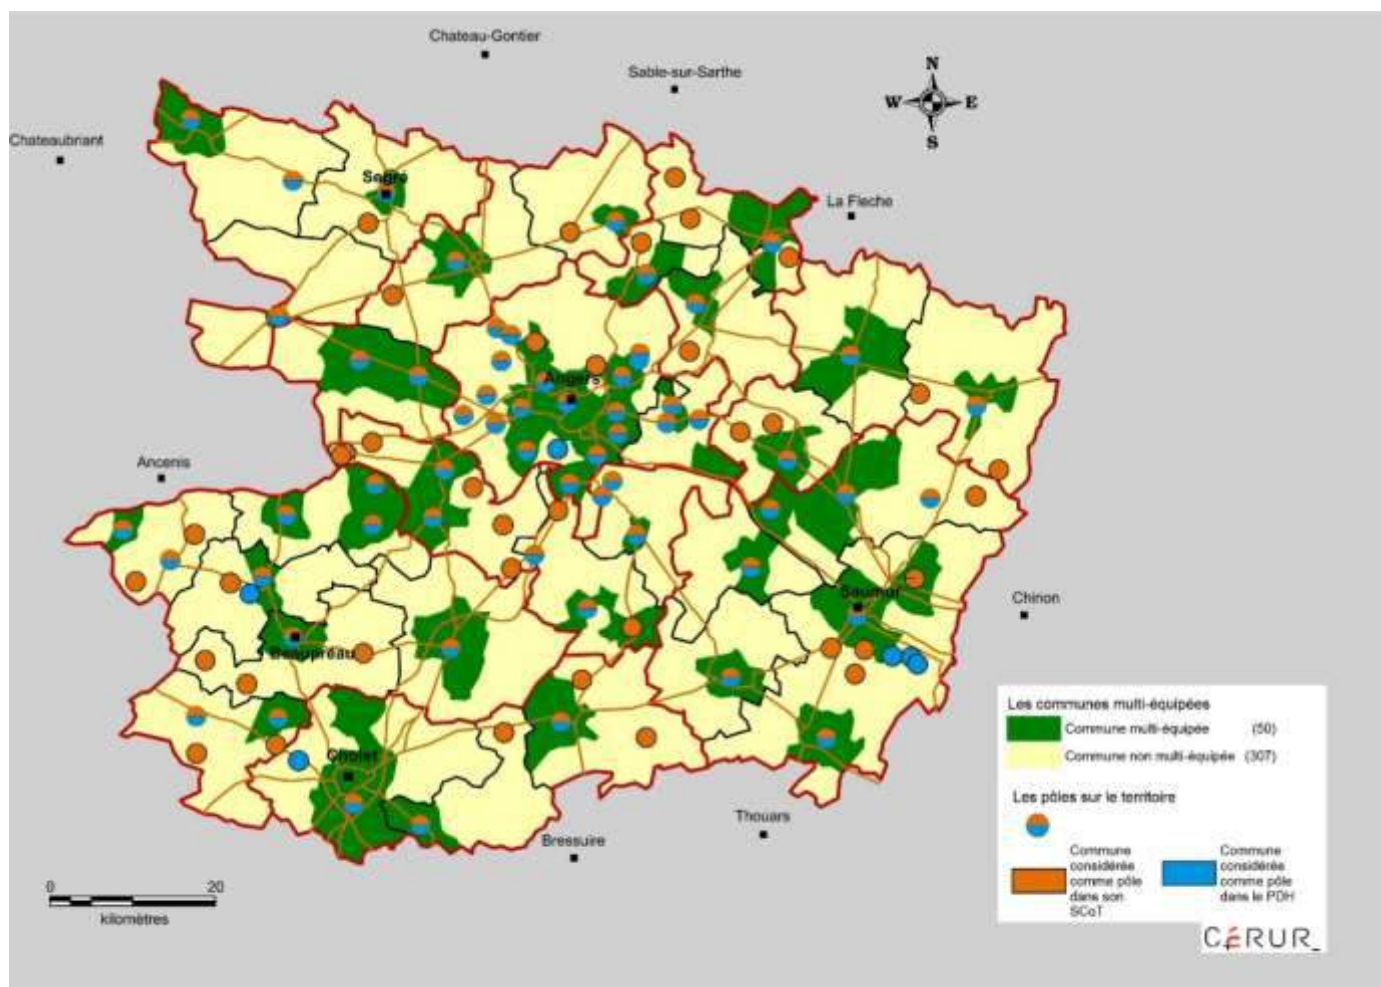 Chateau-Gontier
Sable-sur-Sarthe
N
W E
S
Chateaubriant
Segre
La Fleche
Angers
Ancenis
Chinon
Saumur
Beaupréau
Cholet
Thouars
Bressuire
Les communes multi-équipées
Commune multi-équipée (50)
Commune non multi-équipée (307)
Les pôles sur le territoire
Commune
considérée
comme pôle
dans son
SCoT
Commune
considérée
comme pôle
dans le PDH
0 20
kilomètres
CÉRUR_